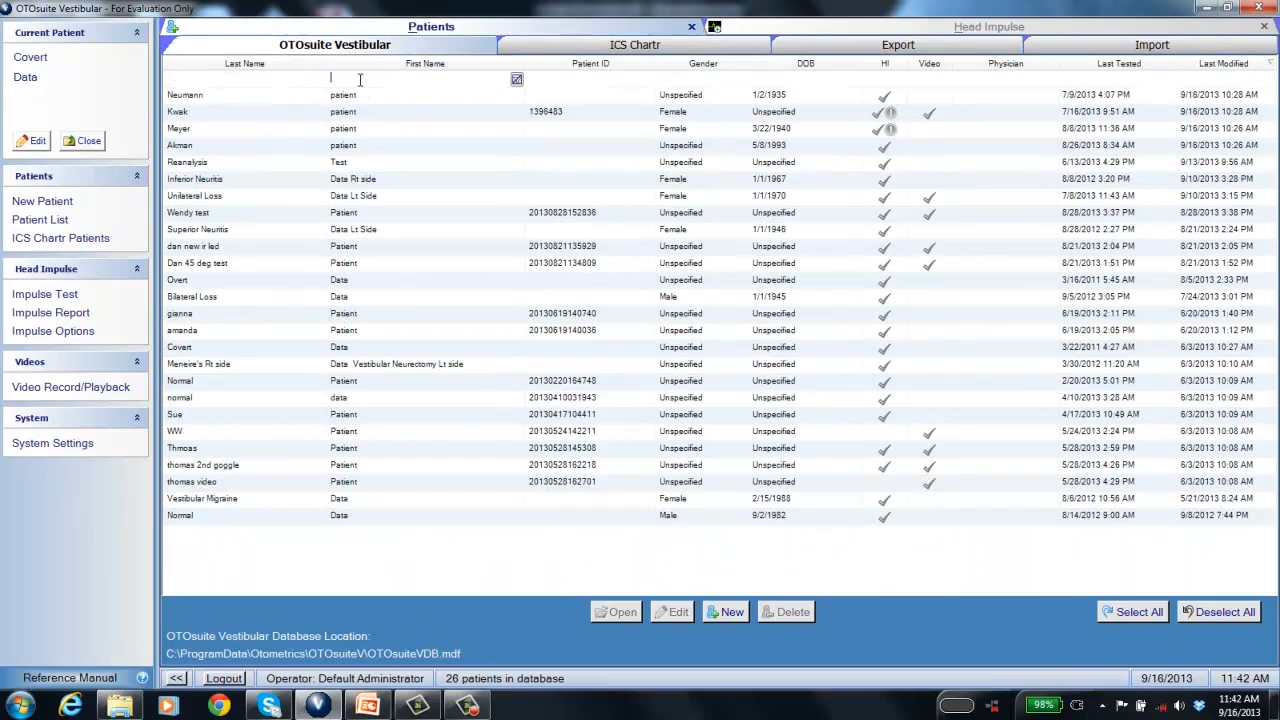 OTOsuite Vestibular - For Evaluation Only
Current Patient
Covert
Data
Edit Close
Patients
New Patient
Patient List
ICS Chartr Patients
Head Impulse
Impulse Test
Impulse Report
Impulse Options
Videos
Video Record/Playback
System
System Settings
Reference Manual
Patients Head Impulse
OTOsuite Vestibular ICS Chartr Export Import
Last Name First Name Patient ID Gender DOB HI Video Physician Last Tested Last Modified
Neumann patient Unspecified 1/2/1935 7/9/2013 4:07 PM 9/16/2013 10:28 AM
Kwak patient 1396483 Female Unspecified 7/16/2013 9:51 AM 9/16/2013 10:28 AM
Meyer patient Female 3/22/1940 8/8/2013 11:36 AM 9/16/2013 10:26 AM
Akman patient Unspecified 5/8/1993 8/26/2013 8:34 AM 9/16/2013 10:26 AM
Reanalysis Test Unspecified Unspecified 6/13/2013 4:29 PM 9/13/2013 9:56 AM
Inferior Neuritis Data Rt side Female 1/1/1967 8/8/2012 3:20 PM 9/10/2013 3:28 PM
Unilateral Loss Data Lt Side Female 1/1/1970 7/8/2013 11:43 AM 9/10/2013 3:15 PM
Wendy test Patient 20130828152836 Unspecified Unspecified 8/28/2013 3:37 PM 8/28/2013 3:38 PM
Superior Neuritis Data Lt Side Female 1/1/1946 8/28/2012 2:27 PM 8/21/2013 2:24 PM
dan new ir led Patient 20130821135929 Unspecified Unspecified 8/21/2013 2:04 PM 8/21/2013 2:05 PM
Dan 45 deg test Patient 20130821134809 Unspecified Unspecified 8/21/2013 1:51 PM 8/21/2013 1:52 PM
Overt Data Unspecified Unspecified 3/16/2011 5:45 AM 8/5/2013 2:33 PM
Bilateral Loss Data Male 1/1/1945 9/5/2012 3:05 PM 7/24/2013 3:01 PM
gianna Patient 20130619140740 Unspecified Unspecified 6/19/2013 2:11 PM 6/20/2013 1:40 PM
amanda Patient 20130619140036 Unspecified Unspecified 6/19/2013 2:05 PM 6/20/2013 1:12 PM
Covert Data Unspecified Unspecified 3/22/2011 4:27 AM 6/3/2013 10:27 AM
Meneire's Rt side Data Vestibular Neurectomy Lt side Unspecified Unspecified 3/30/2012 11:20 AM 6/3/2013 10:10 AM
Normal Patient 20130220164748 Unspecified Unspecified 2/20/2013 5:01 PM 6/3/2013 10:09 AM
normal data 20130410031943 Unspecified Unspecified 4/10/2013 3:28 AM 6/3/2013 10:09 AM
Sue Patient 20130417104411 Unspecified Unspecified 4/17/2013 10:49 AM 6/3/2013 10:09 AM
WW Patient 20130524142211 Unspecified Unspecified 5/24/2013 2:24 PM 6/3/2013 10:08 AM
Thmoas Patient 20130528145308 Unspecified Unspecified 5/28/2013 2:59 PM 6/3/2013 10:08 AM
thomas 2nd goggle Patient 20130528162218 Unspecified Unspecified 5/28/2013 4:26 PM 6/3/2013 10:08 AM
thomas video Patient 20130528162701 Unspecified Unspecified 5/28/2013 4:29 PM 6/3/2013 10:08 AM
Vestibular Migraine Data Female 2/15/1988 8/6/2012 10:56 AM 5/21/2013 8:24 AM
Normal Data Male 9/2/1982 8/14/2012 9:00 AM 9/8/2012 7:44 PM
Open Edit New Delete Select All Deselect All
OTOsuite Vestibular Database Location:
C:\ProgramData\Otometrics\OTOsuiteV\OTOsuiteVDB.mdf
<< Logout Operator: Default Administrator 26 patients in database 9/16/2013 11:42 AM
98% 11:42 AM
9/16/2013